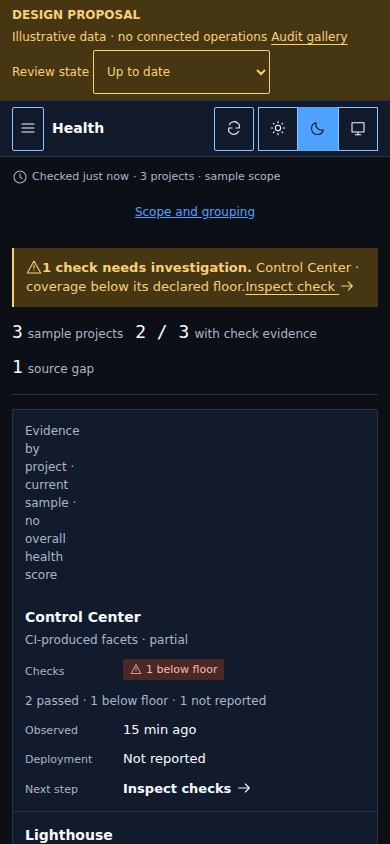 DESIGN PROPOSAL
Illustrative data · no connected operations Audit gallery
Review state Up to date
Health
Checked just now · 3 projects · sample scope
Scope and grouping
1 check needs investigation. Control Center ·
coverage below its declared floor.Inspect check →
3 sample projects 2 / 3 with check evidence
1 source gap
Evidence
by
project ·
current
sample ·
no
overall
health
score
Control Center
CI-produced facets · partial
Checks 1 below floor
2 passed · 1 below floor · 1 not reported
Observed 15 min ago
Deployment Not reported
Next step Inspect checks →
Lighthouse